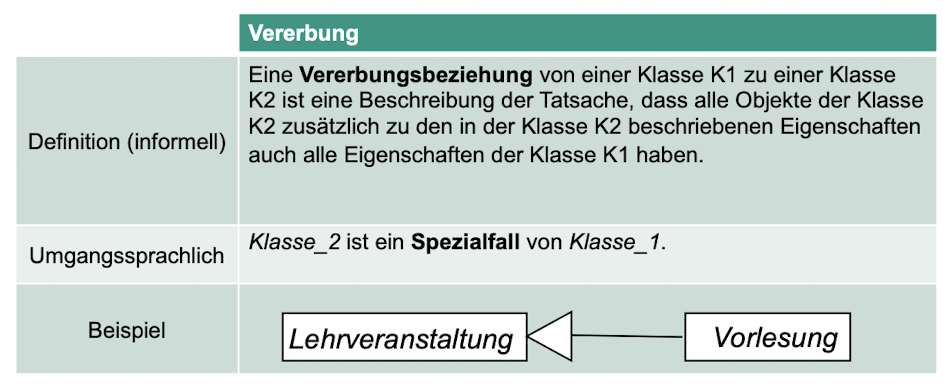 Vererbung
Definition (informell)
Eine Vererbungsbeziehung von einer Klasse K1 zu einer Klasse
K2 ist eine Beschreibung der Tatsache, dass alle Objekte der Klasse
K2 zusätzlich zu den in der Klasse K2 beschriebenen Eigenschaften
auch alle Eigenschaften der Klasse K1 haben.
Umgangssprachlich
Klasse_2 ist ein Spezialfall von Klasse_1.
Beispiel
Lehrveranstaltung
Vorlesung